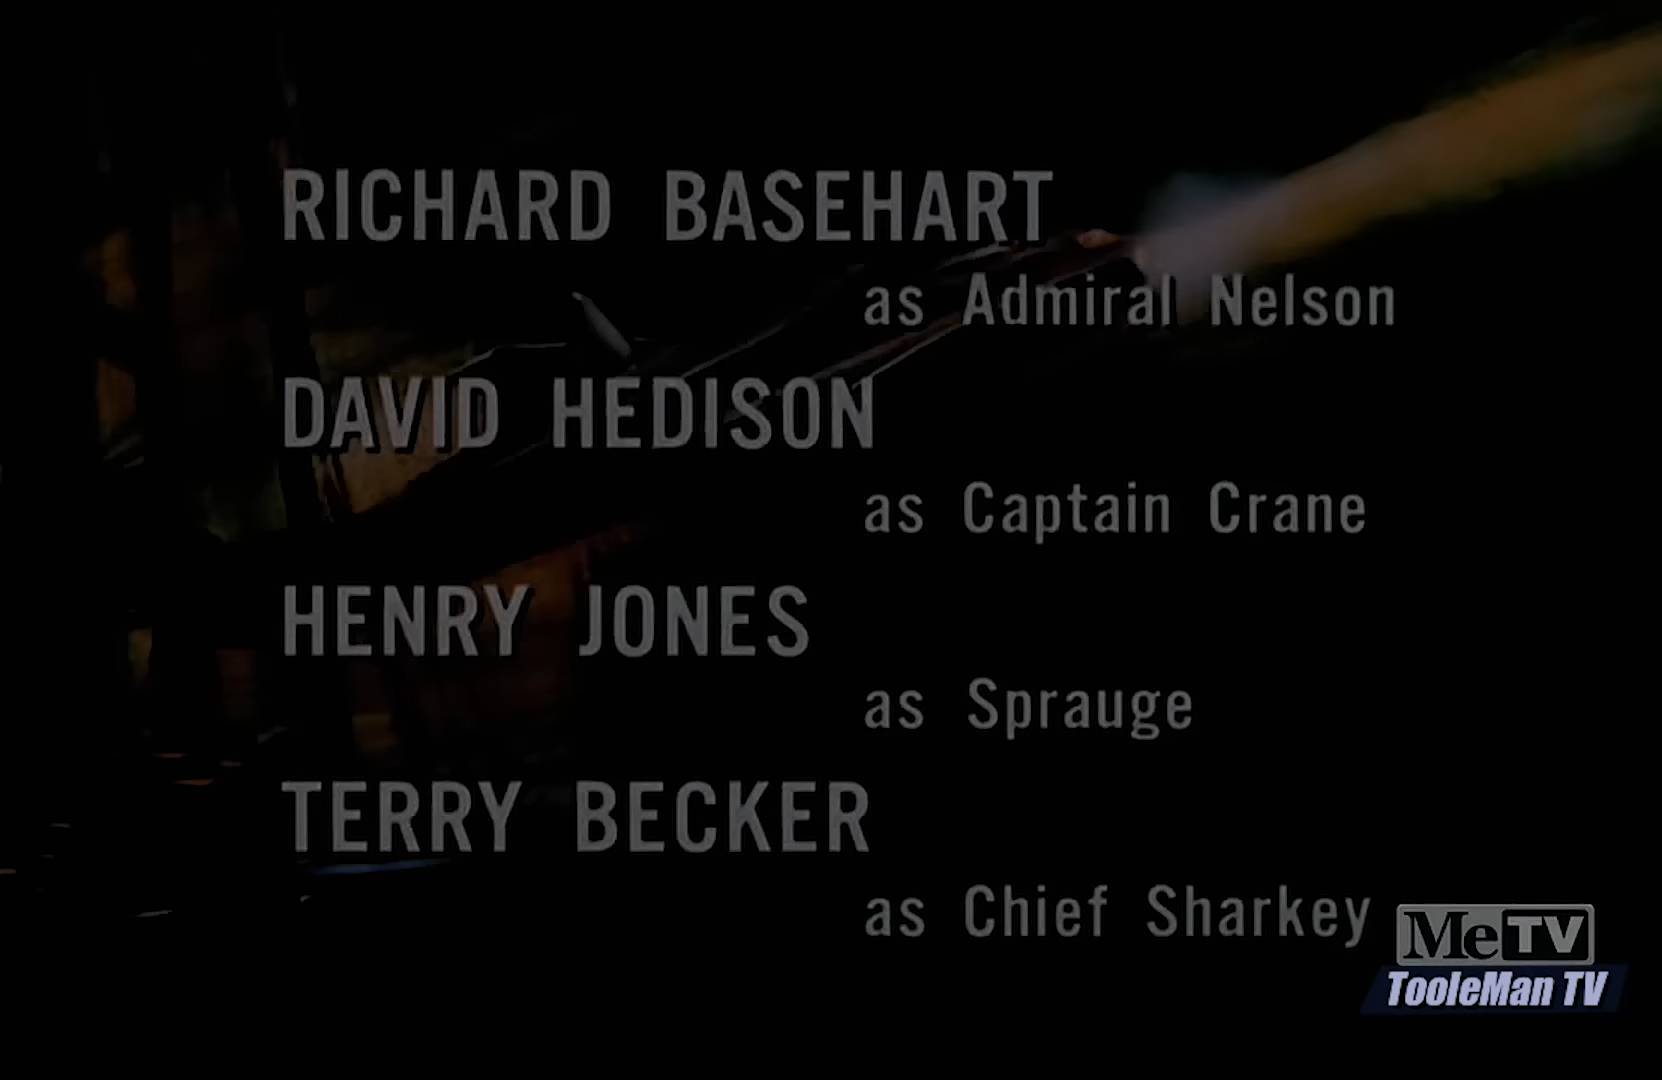 RICHARD BASEHART
as Admiral Nelson
DAVID HEDISON
as Captain Crane
HENRY JONES
as Sprauge
TERRY BECKER
as Chief Sharkey
MeTV
TooleMan TV